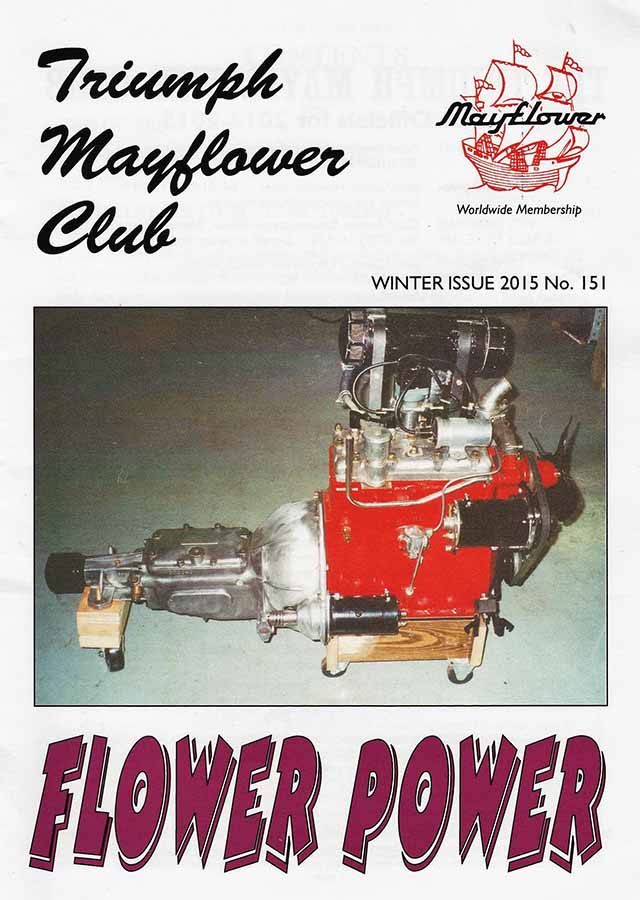 Triumph
Mayflower
Club
Mayflower
Worldwide Membership
WINTER ISSUE 2015 No. 151
FLOWER POWER